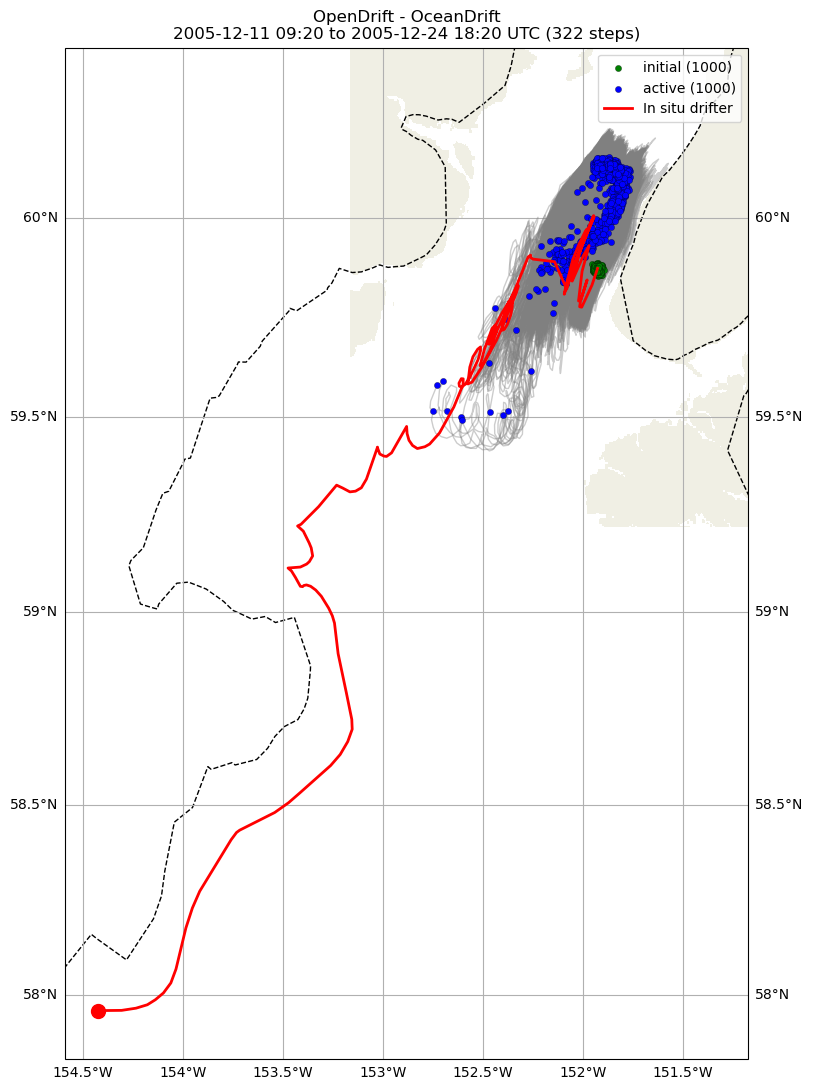 OpenDrift - OceanDrift
2005-12-11 09:20 to 2005-12-24 18:20 UTC (322 steps)
initial (1000)
active (1000)
In situ drifter
60°N
60°N
59.5°N
59.5°N
59°N
59°N
58.5°N
58.5°N
58°N
58°N
154.5°W
154°W
153.5°W
153°W
152.5°W
152°W
151.5°W